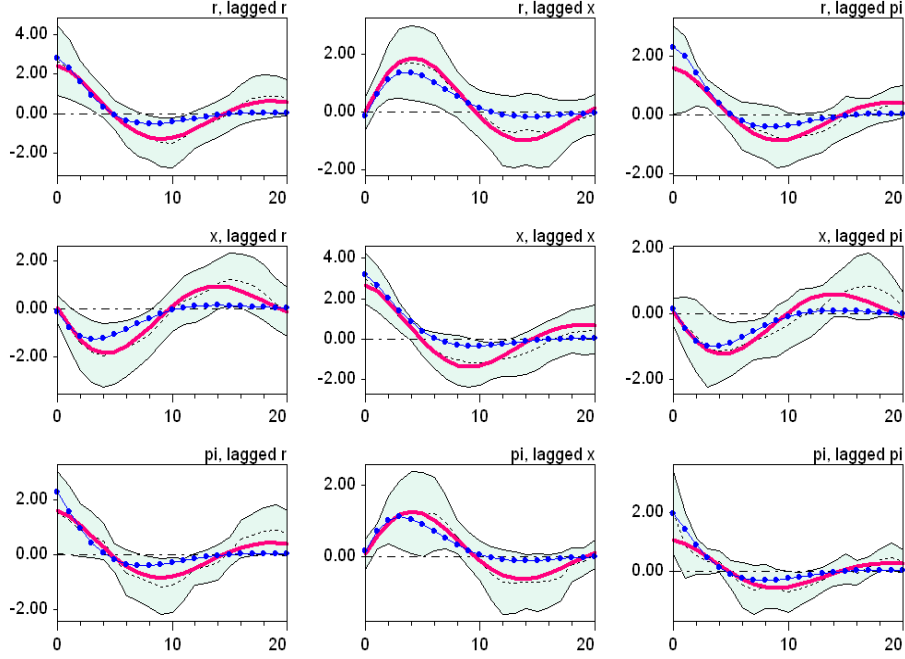 r, lagged r
4.00
2.00
0.00
-2.00
0 10 20
r, lagged x
2.00
0.00
-2.00
0 10 20
r, lagged pi
2.00
0.00
-2.00
0 10 20
x, lagged r
2.00
0.00
-2.00
0 10 20
x, lagged x
4.00
2.00
0.00
-2.00
0 10 20
x, lagged pi
2.00
0.00
-2.00
0 10 20
pi, lagged r
2.00
0.00
-2.00
0 10 20
pi, lagged x
2.00
0.00
0 10 20
pi, lagged pi
2.00
0.00
0 10 20